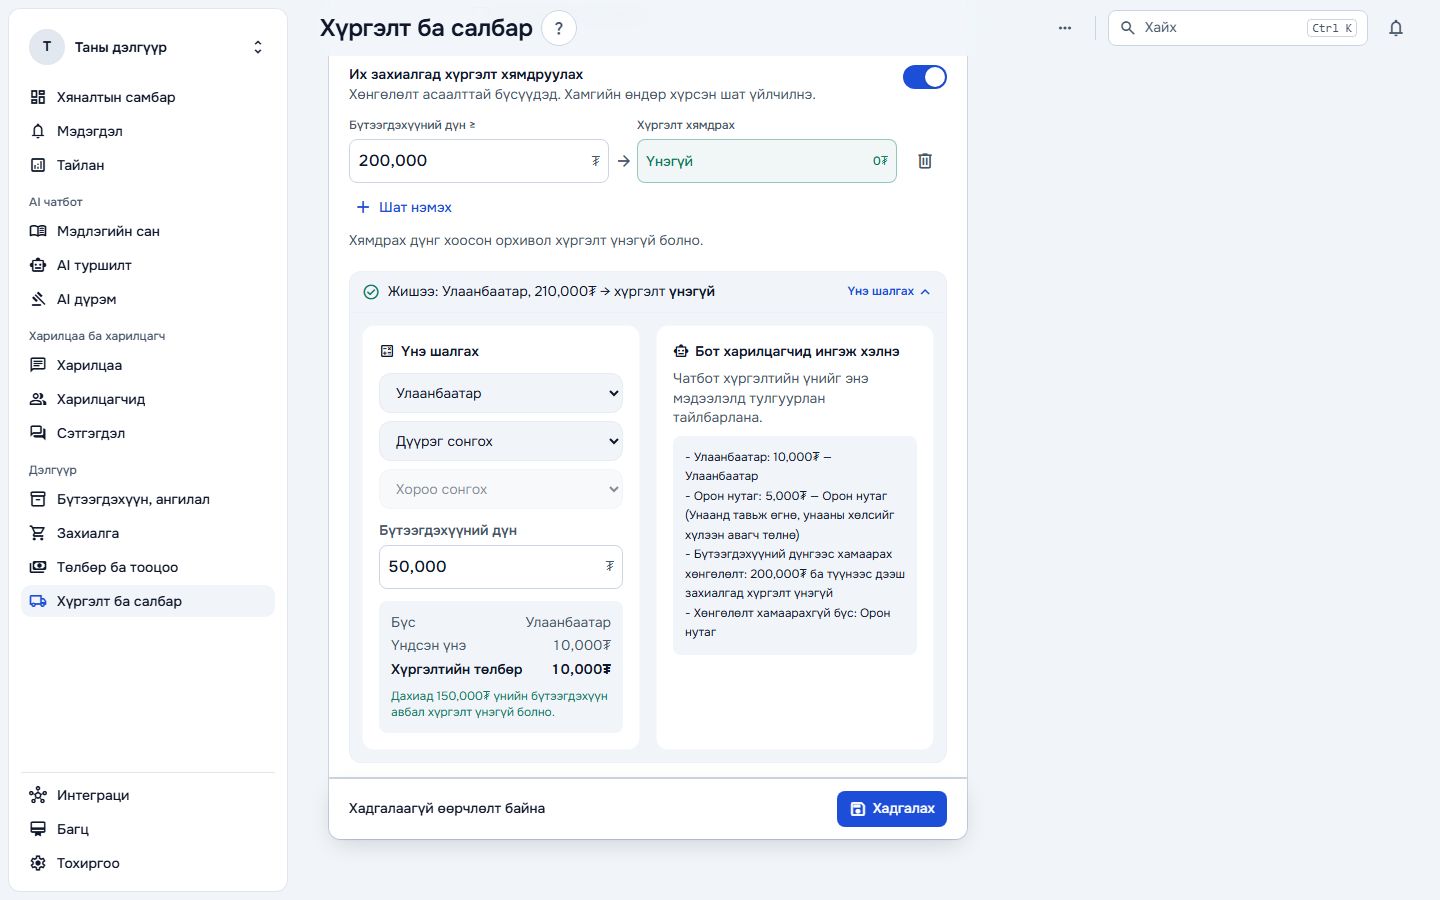 Т
Таны дэлгүүр
Хяналтын самбар
Мэдэгдэл
Тайлан
AI чатбот
Мэдлэгийн сан
AI туршилт
AI дүрэм
Харилцаа ба харилцагч
Харилцаа
Харилцагчид
Сэтгэгдэл
Дэлгүүр
Бүтээгдэхүүн, ангилал
Захиалга
Төлбөр ба тооцоо
Хүргэлт ба салбар
Интеграци
Багц
Тохиргоо
Хүргэлт ба салбар
?
Хайх
Ctrl K
Их захиалгад хүргэлт хямдруулах
Хөнгөлөлт асаалттай бүсүүдэд. Хамгийн өндөр хүрсэн шат үйлчилнэ.
Бүтээгдэхүүний дүн ≥
Хүргэлт хямдрах
200,000 ₮
Үнэгүй 0₮
Шат нэмэх
Хямдрах дүнг хоосон орхивол хүргэлт үнэгүй болно.
Жишээ: Улаанбаатар, 210,000₮ → хүргэлт үнэгүй
Үнэ шалгах
Үнэ шалгах
Улаанбаатар
Дүүрэг сонгох
Хороо сонгох
Бүтээгдэхүүний дүн
50,000 ₮
Бүс Улаанбаатар
Үндсэн үнэ 10,000₮
Хүргэлтийн төлбөр 10,000₮
Дахиад 150,000₮ үнийн бүтээгдэхүүн
авбал хүргэлт үнэгүй болно.
Бот харилцагчид ингэж хэлнэ
Чатбот хүргэлтийн үнийг энэ
мэдээлэлд тулгуурлан
тайлбарлана.
- Улаанбаатар: 10,000₮ —
Улаанбаатар
- Орон нутаг: 5,000₮ — Орон нутаг
(Унаанд тавьж өгнө, унааны хөлсийг
хүлээн авагч төлнө)
- Бүтээгдэхүүний дүнгээс хамаарах
хөнгөлөлт: 200,000₮ ба түүнээс дээш
захиалгад хүргэлт үнэгүй
- Хөнгөлөлт хамаарахгүй бүс: Орон
нутаг
Хадгалаагүй өөрчлөлт байна
Хадгалах